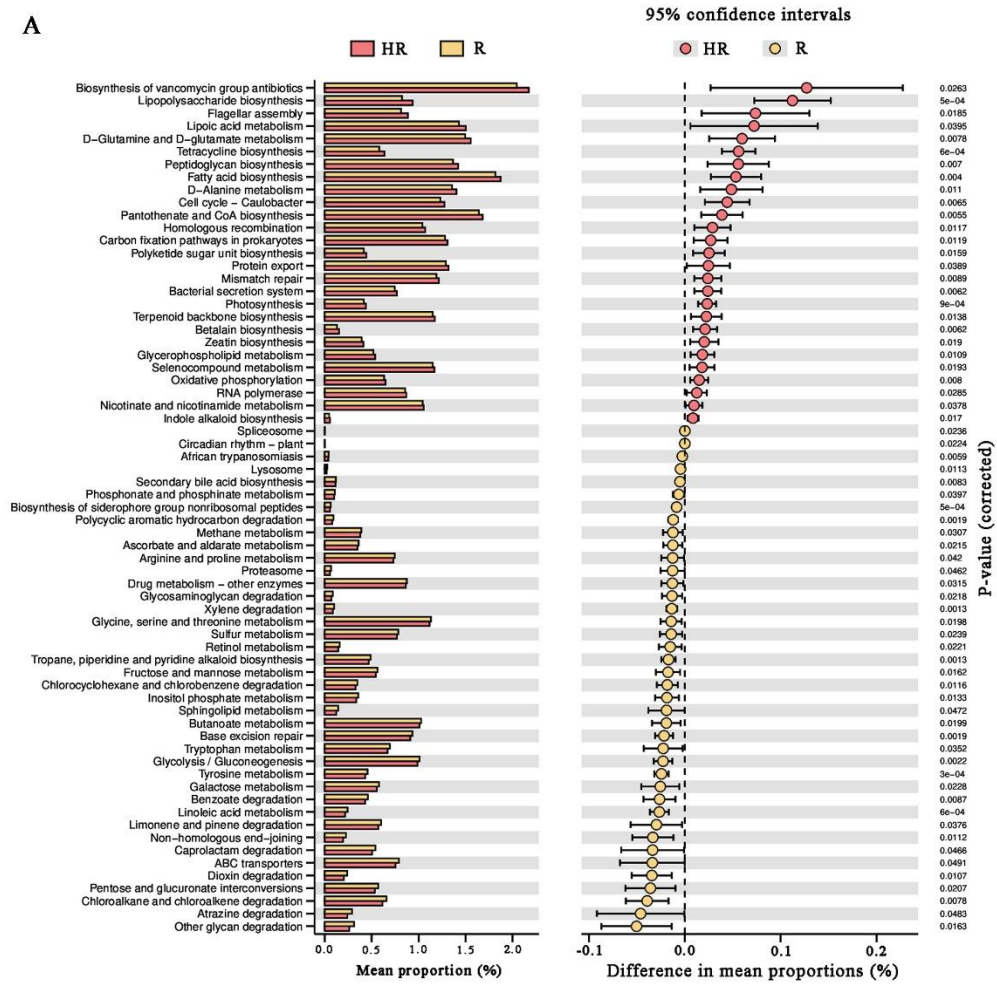 A
95% confidence intervals
HR R HR R
Biosynthesis of vancomycin group antibiotics 0.0263
Lipopolysaccharide biosynthesis 5e-04
Flagellar assembly 0.0185
Lipoic acid metabolism 0.0395
D-Glutamine and D-glutamate metabolism 0.0078
Tetracycline biosynthesis 6e-04
Peptidoglycan biosynthesis 0.007
Fatty acid biosynthesis 0.004
D-Alanine metabolism 0.011
Cell cycle - Caulobacter 0.0065
Pantothenate and CoA biosynthesis 0.0055
Homologous recombination 0.0117
Carbon fixation pathways in prokaryotes 0.0119
Polyketide sugar unit biosynthesis 0.0159
Protein export 0.0389
Mismatch repair 0.0089
Bacterial secretion system 0.0062
Photosynthesis 9e-04
Terpenoid backbone biosynthesis 0.0138
Betalain biosynthesis 0.0062
Zeatin biosynthesis 0.019
Glycerophospholipid metabolism 0.0109
Selenocompound metabolism 0.0193
Oxidative phosphorylation 0.008
RNA polymerase 0.0285
Nicotinate and nicotinamide metabolism 0.0378
Indole alkaloid biosynthesis 0.017
Spliceosome 0.0236
Circadian rhythm - plant 0.0224
African trypanosomiasis 0.0059
Lysosome 0.0113
Secondary bile acid biosynthesis 0.0083
Phosphonate and phosphinate metabolism 0.0397
Biosynthesis of siderophore group nonribosomal peptides 5e-04
Polycyclic aromatic hydrocarbon degradation 0.0019
Methane metabolism 0.0307
Ascorbate and aldarate metabolism 0.0215
Arginine and proline metabolism 0.042
Proteasome 0.0462
Drug metabolism - other enzymes 0.0315
Glycosaminoglycan degradation 0.0218
Xylene degradation 0.0013
Glycine, serine and threonine metabolism 0.0198
Sulfur metabolism 0.0239
Retinol metabolism 0.0221
Tropane, piperidine and pyridine alkaloid biosynthesis 0.0013
Fructose and mannose metabolism 0.0162
Chlorocyclohexane and chlorobenzene degradation 0.0116
Inositol phosphate metabolism 0.0133
Sphingolipid metabolism 0.0472
Butanoate metabolism 0.0199
Base excision repair 0.0019
Tryptophan metabolism 0.0352
Glycolysis / Gluconeogenesis 0.0022
Tyrosine metabolism 3e-04
Galactose metabolism 0.0228
Benzoate degradation 0.0087
Linoleic acid metabolism 6e-04
Limonene and pinene degradation 0.0376
Non-homologous end-joining 0.0112
Caprolactam degradation 0.0466
ABC transporters 0.0491
Dioxin degradation 0.0107
Pentose and glucuronate interconversions 0.0207
Chloroalkane and chloroalkene degradation 0.0078
Atrazine degradation 0.0483
Other glycan degradation 0.0163
P-value (corrected)
0.0 0.5 1.0 1.5 2.0 -0.1 0.0 0.1 0.2
Mean proportion (%) Difference in mean proportions (%)